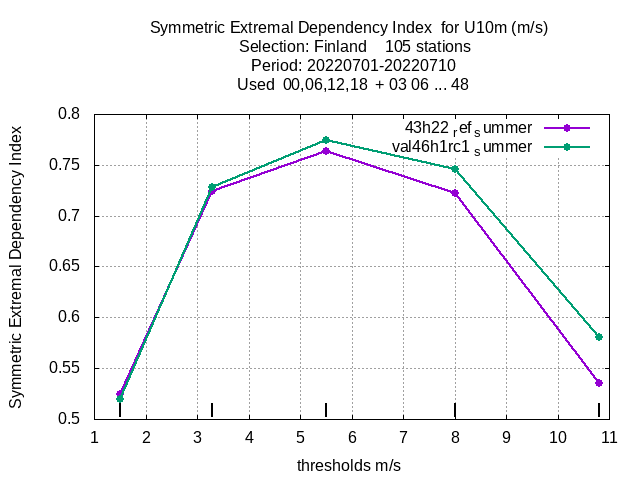 Symmetric Extremal Dependency Index  for U10m (m/s)
Selection: Finland    105 stations
Period: 20220701-20220710
Used  00,06,12,18  + 03 06 ... 48
43h22 ref summer
val46h1rc1 summer
Symmetric Extremal Dependency Index
0.8
0.75
0.7
0.65
0.6
0.55
0.5
1 2 3 4 5 6 7 8 9 10 11
thresholds m/s